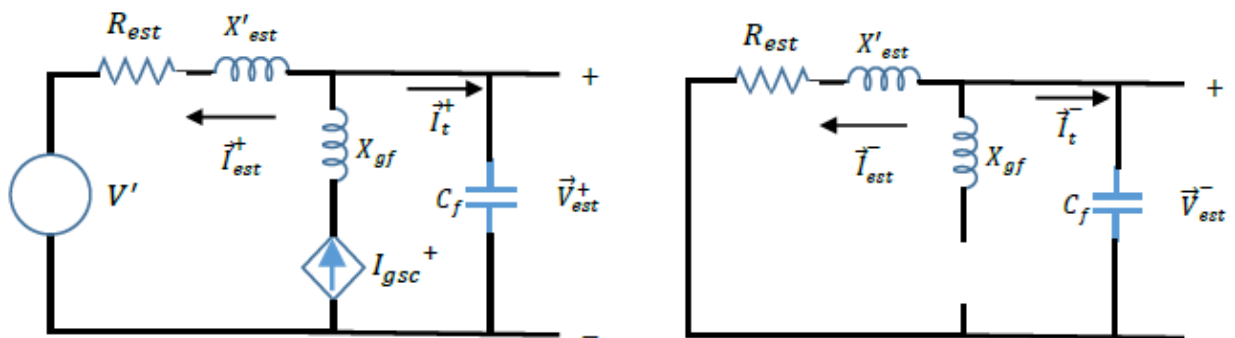 R_est X'_est
+
I⃗_t^+
I⃗_est^+ X_gf
V' C_f V⃗_est^+
I_gsc^+
−
R_est X'_est
+
I⃗_t^-
I⃗_est^- X_gf
C_f V⃗_est^-